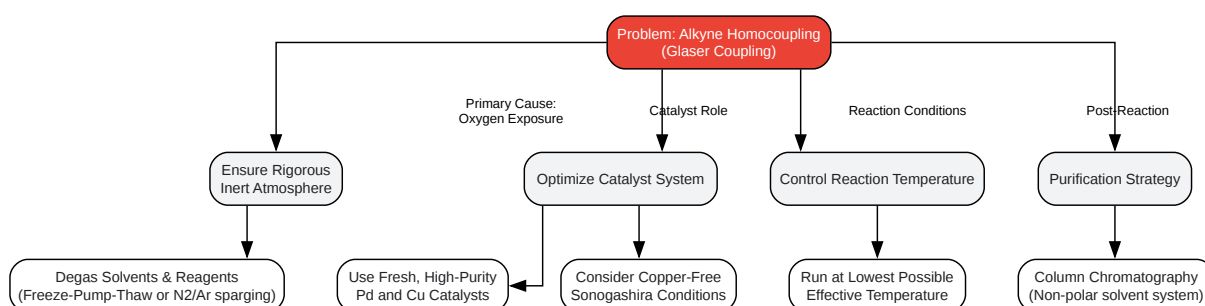 Problem: Alkyne Homocoupling
(Glaser Coupling)
Primary Cause:
Oxygen Exposure
Catalyst Role
Reaction Conditions
Post-Reaction
Ensure Rigorous
Inert Atmosphere
Optimize Catalyst System
Control Reaction Temperature
Purification Strategy
Degas Solvents & Reagents
(Freeze-Pump-Thaw or N2/Ar sparging)
Use Fresh, High-Purity
Pd and Cu Catalysts
Consider Copper-Free
Sonogashira Conditions
Run at Lowest Possible
Effective Temperature
Column Chromatography
(Non-polar solvent system)